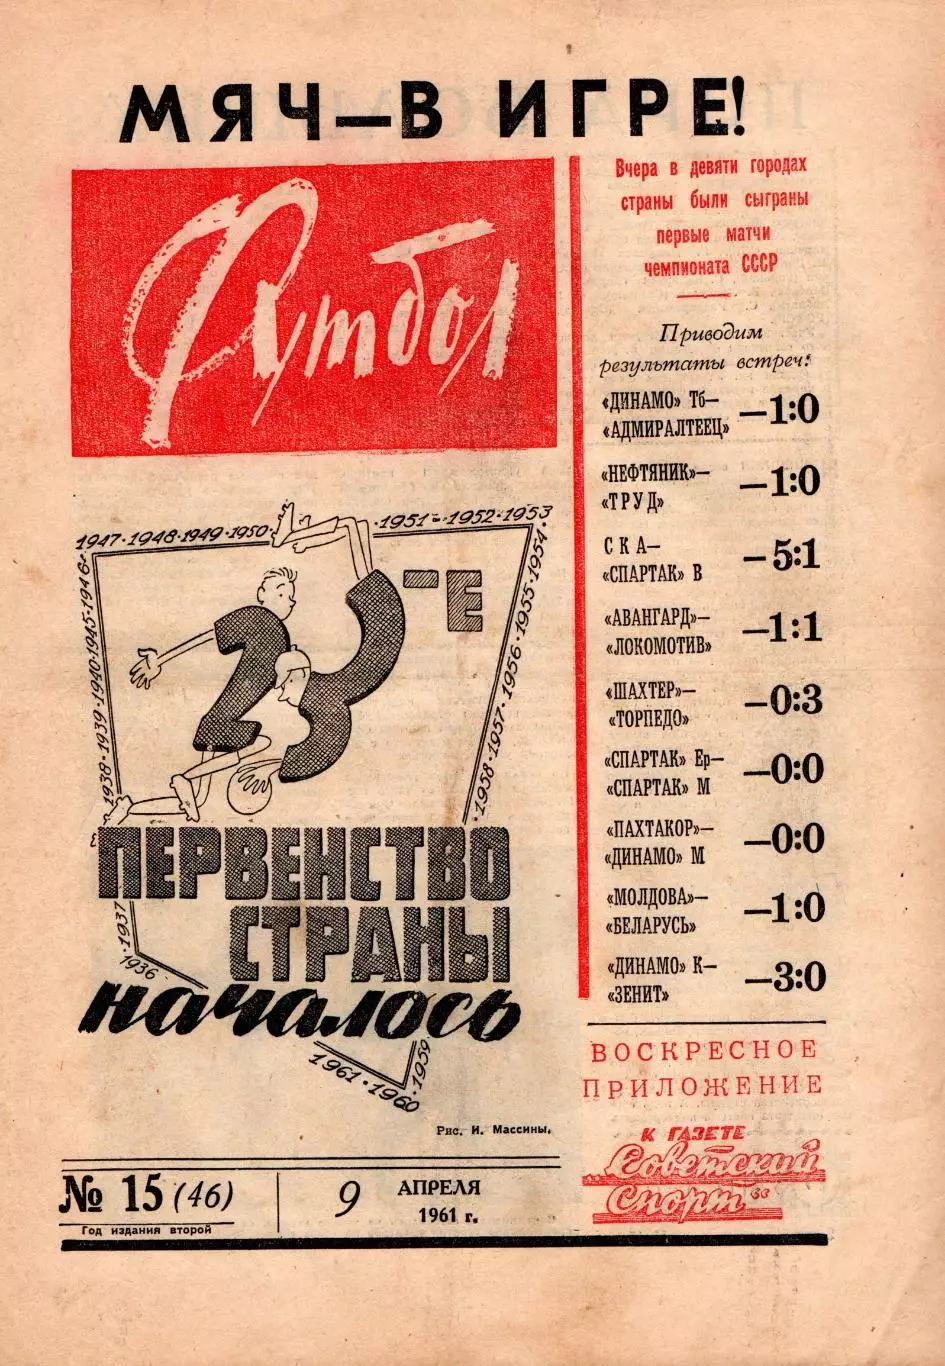 МЯЧ—В ИГРЕ!
Футбол
Вчера в девяти городах
страны были сыграны
первые матчи
чемпионата СССР
Приводим
результаты встреч:
«ДИНАМО» Тб—
«АДМИРАЛТЕЕЦ» —1:0
«НЕФТЯНИК»—
«ТРУД» —1:0
СКА—
«СПАРТАК» В —5:1
«АВАНГАРД»—
«ЛОКОМОТИВ» —1:1
«ШАХТЕР»—
«ТОРПЕДО» —0:3
«СПАРТАК» Ер—
«СПАРТАК» М —0:0
«ПАХТАКОР»—
«ДИНАМО» М —0:0
«МОЛДОВА»—
«БЕЛАРУСЬ» —1:0
«ДИНАМО» К—
«ЗЕНИТ» —3:0
1936·1937·1938·1939·1940·1945·1946·
1947·1948·1949·1950·
·1951·1952·1953
·1954·1955·1956·1957·1958·
1961·1960·1959
23-Е
ПЕРВЕНСТВО
СТРАНЫ
началось
Рис. И. Массины.
ВОСКРЕСНОЕ
ПРИЛОЖЕНИЕ
К ГАЗЕТЕ
Советский
Спорт“
№ 15 (46)
Год издания второй
9 АПРЕЛЯ
1961 г.